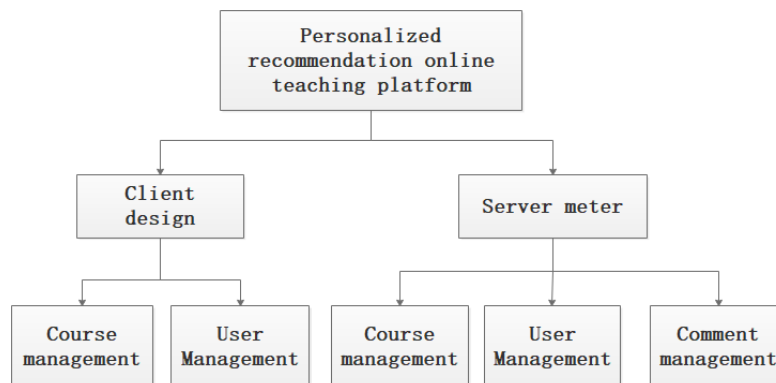 Personalized
recommendation online
teaching platform
Client
design
Server meter
Course
management
User
Management
Course
management
User
Management
Comment
management